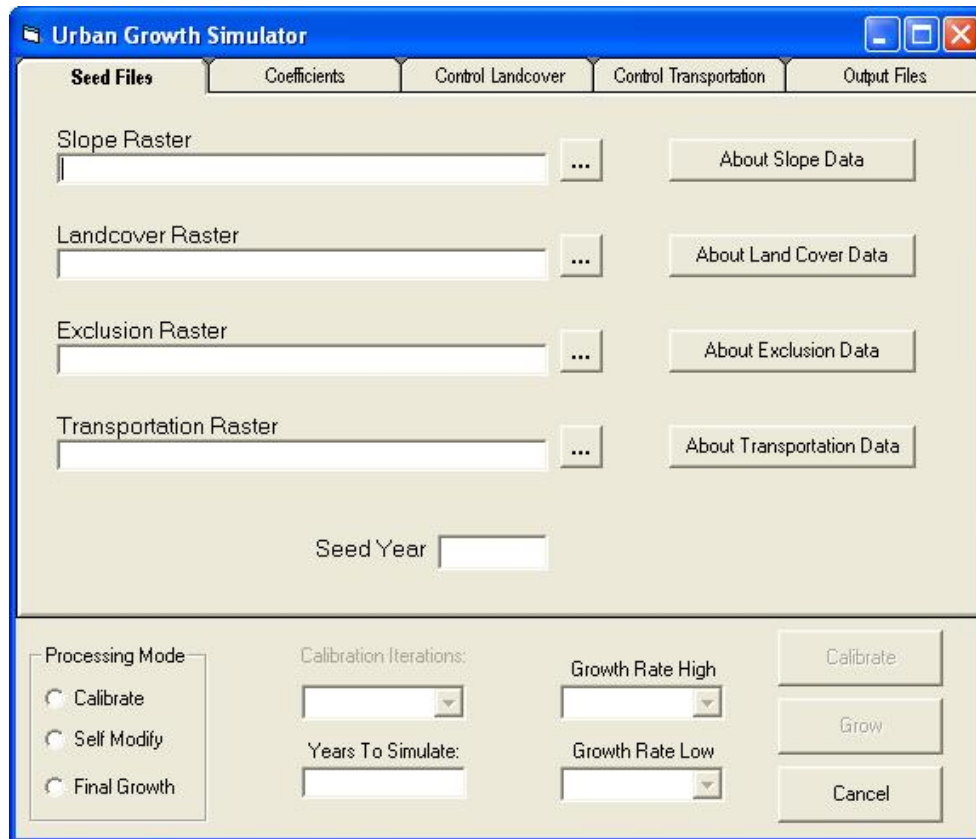 Urban Growth Simulator
Seed Files Coefficients Control Landcover Control Transportation Output Files
Slope Raster
... About Slope Data
Landcover Raster
... About Land Cover Data
Exclusion Raster
... About Exclusion Data
Transportation Raster
... About Transportation Data
Seed Year
Processing Mode
Calibrate
Self Modify
Final Growth
Calibration Iterations:
Years To Simulate:
Growth Rate High
Growth Rate Low
Calibrate
Grow
Cancel